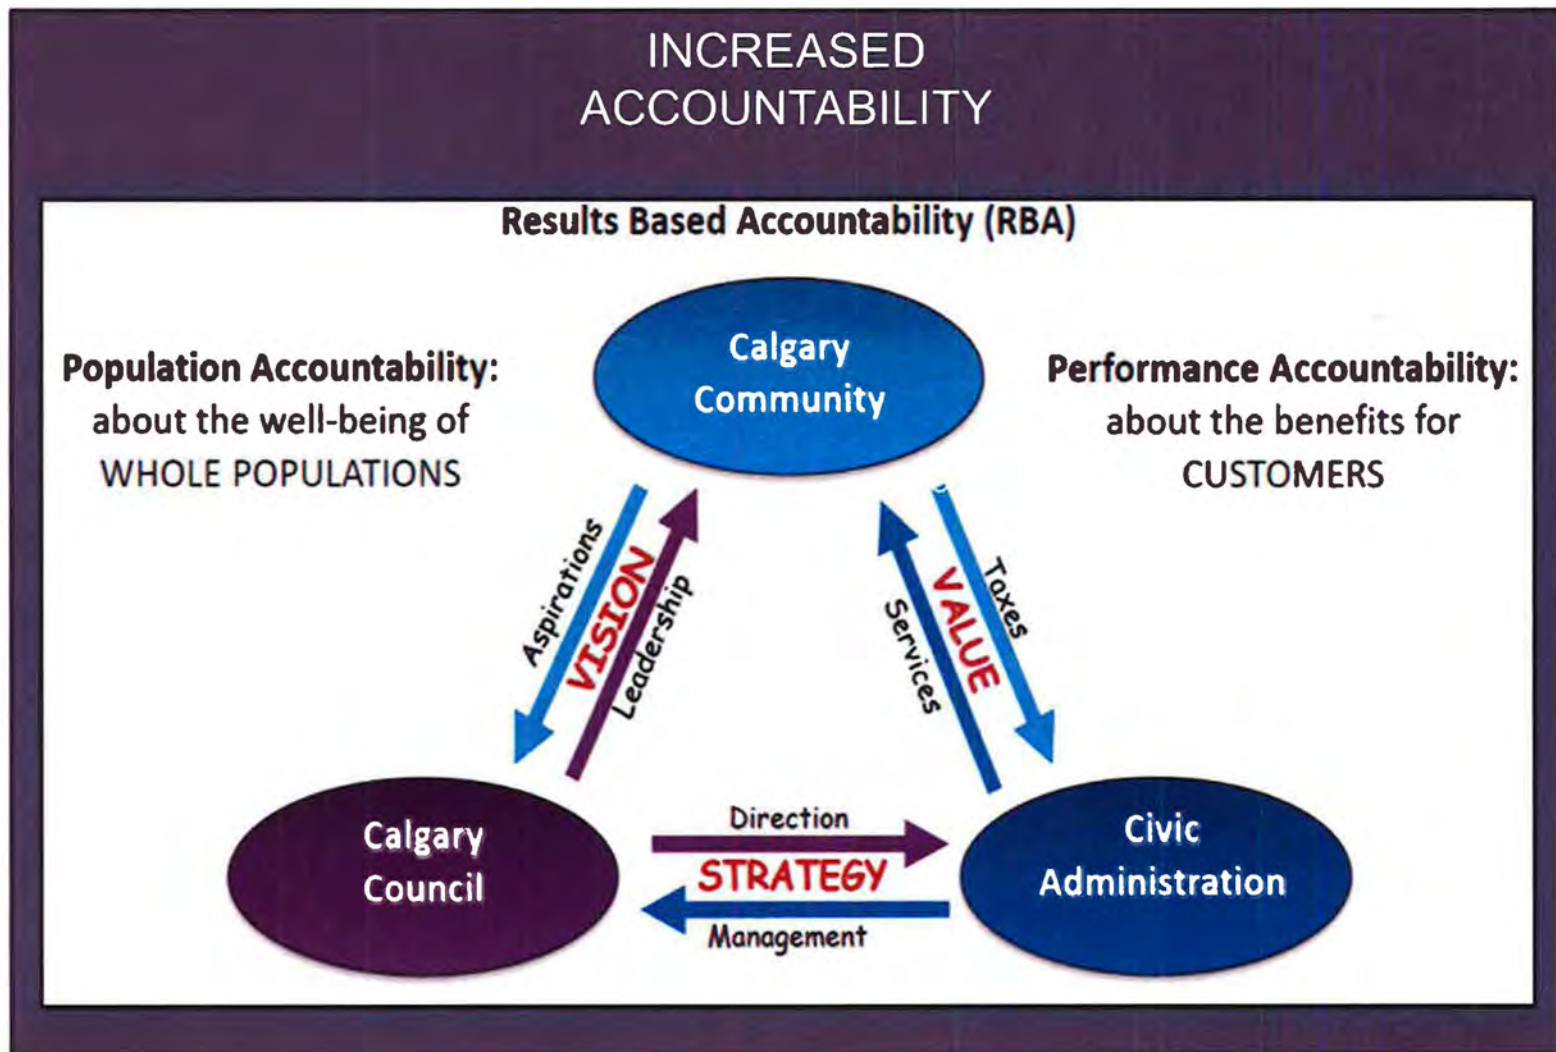 INCREASED
ACCOUNTABILITY
Results Based Accountability (RBA)
Calgary
Community
Population Accountability:
about the well-being of
WHOLE POPULATIONS
Performance Accountability:
about the benefits for
CUSTOMERS
Aspirations
VISION
Leadership
Services
VALUE
Taxes
Calgary
Council
Direction
STRATEGY
Management
Civic
Administration